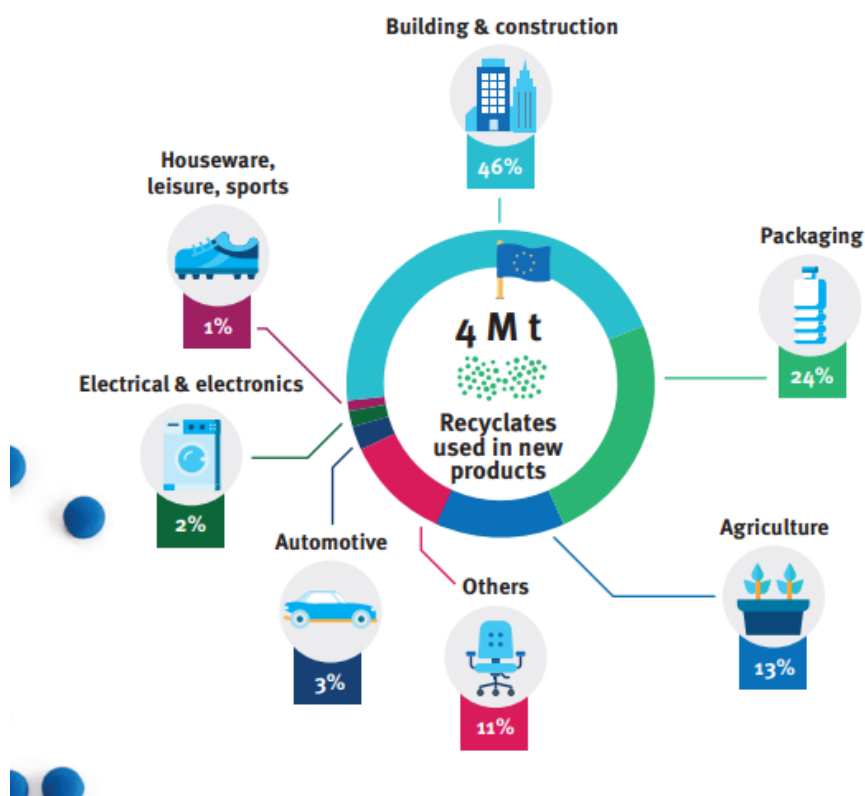 Building & construction
46%
Houseware,
leisure, sports
1%
Packaging
24%
4 M t
Recyclates
used in new
products
Electrical & electronics
2%
Automotive
3%
Others
11%
Agriculture
13%